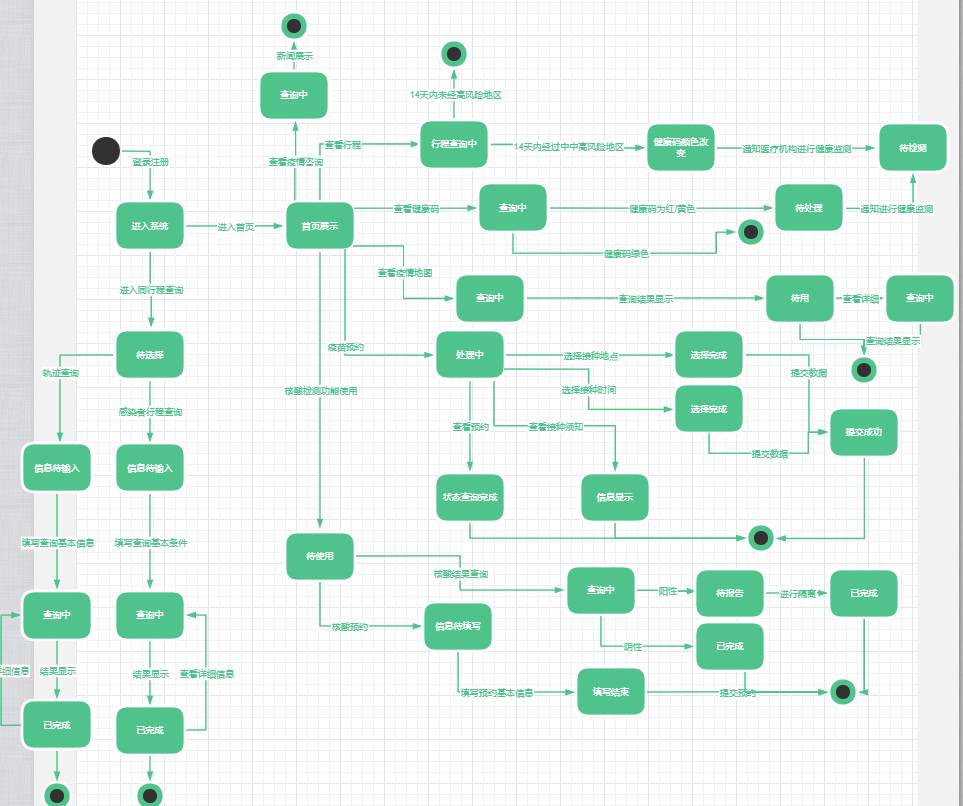 新闻展示
查询中
14天内未经高风险地区
登录注册
查看疫情咨询
查看行程
行程查询中
14天内经过中中高风险地区
健康码颜色改
变
通知医疗机构进行健康监测
待检测
进入系统
进入首页
首页展示
查看健康码
查询中
健康码为红/黄色
待处理
通知进行健康监测
健康码绿色
进入同行程查询
查看疫情地图
查询中
查询结果显示
待用
查看详细
查询中
查询结果显示
待选择
疫苗预约
处理中
选择接种地点
选择完成
提交数据
轨迹查询
核酸检测功能使用
选择接种时间
选择完成
感染者行程查询
查看预约
查看接种须知
提交成功
提交数据
信息待输入
信息待输入
状态查询完成
信息显示
填写查询基本信息
填写查询基本条件
待使用
核酸结果查询
查询中
阳性
待报告
进行隔离
已完成
查询中
查询中
核酸预约
信息待填写
阴性
已完成
细信息
结果显示
结果显示
查看详细信息
填写预约基本信息
填写结束
提交预约
已完成
已完成